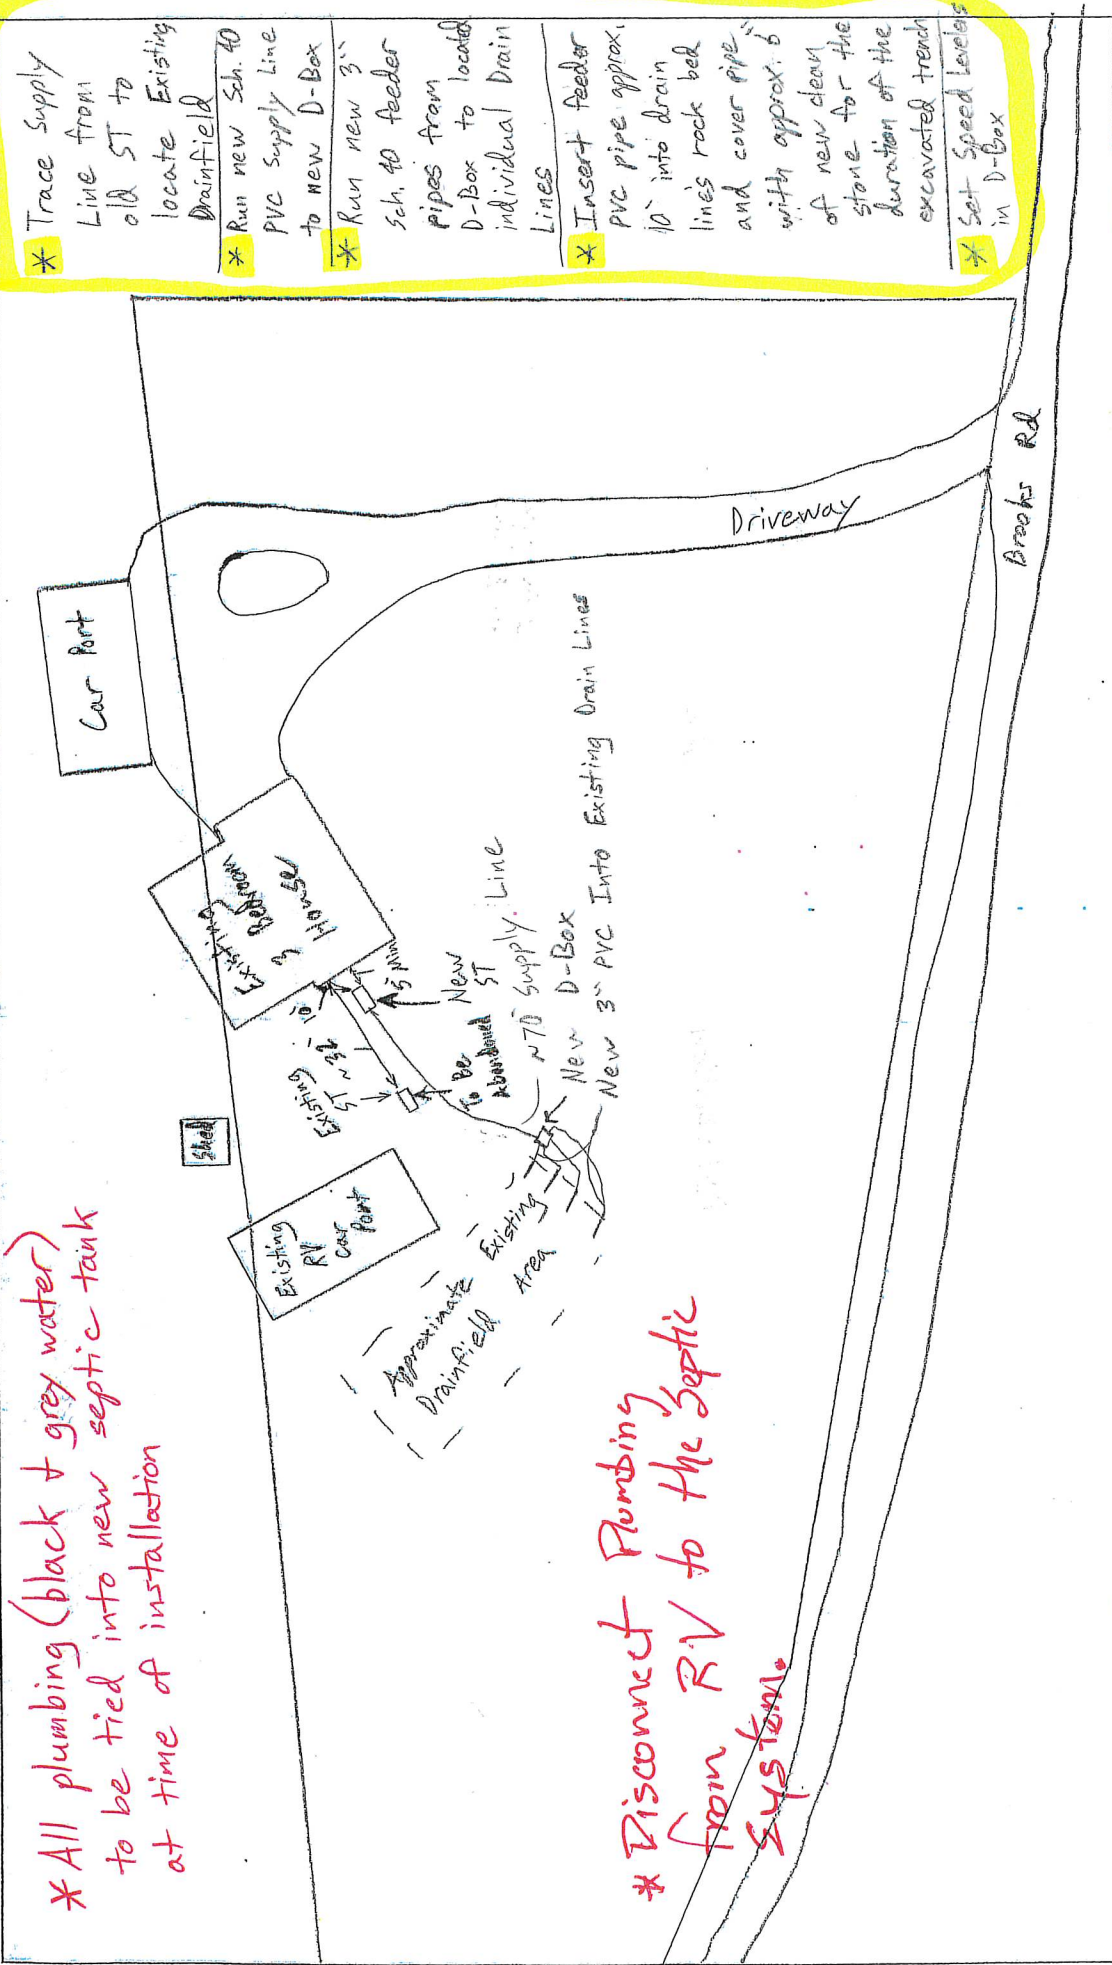 * All plumbing (black + grey water)
to be tied into new septic tank
at time of installation
* Trace Supply
Line from
old ST to
locate Existing
Drainfield
* Run new Sch. 40
PVC Supply Line
to new D-Box
* Run new 3"
Sch. 40 feeder
pipes from
D-Box to located
individual Drain
Lines
* Insert feeder
PVC pipe approx.
10' into drain
line's rock bed
and cover pipe
with approx. 6"
of new clean
stone for the
duration of the
excavated trench
* Set Speed Levelers
in D-Box
Car Port
Shed
Existing
3 Bedroom
House
Existing
RV
Car
Port
Existing
ST ~32'
10'
5' Min
New
ST
To Be
Abandoned
~70' Supply Line
New D-Box
New 3" PVC Into Existing Drain Lines
Approximate Existing
Drainfield Area
Driveway
Brooks Rd
* Disconnect Plumbing
from RV to the Septic
System.